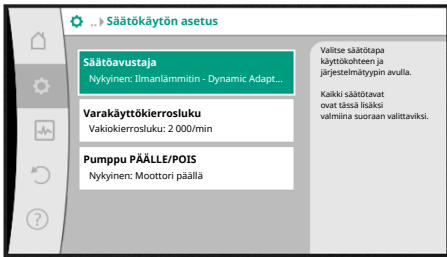 .. Säätökäytön asetus
Säätöavustaja
Nykyinen: Ilmanlämmitin - Dynamic Adapt...
Varakäyttökierrosluku
Vakiokierrosluku: 2 000/min
Pumppu PÄÄLLE/POIS
Nykyinen: Moottori päällä
Valitse säätötapa
käyttökohteen ja
järjestelmätyypin avulla.
Kaikki säätötavat
ovat tässä lisäksi
valmiina suoraan valittaviksi.
?